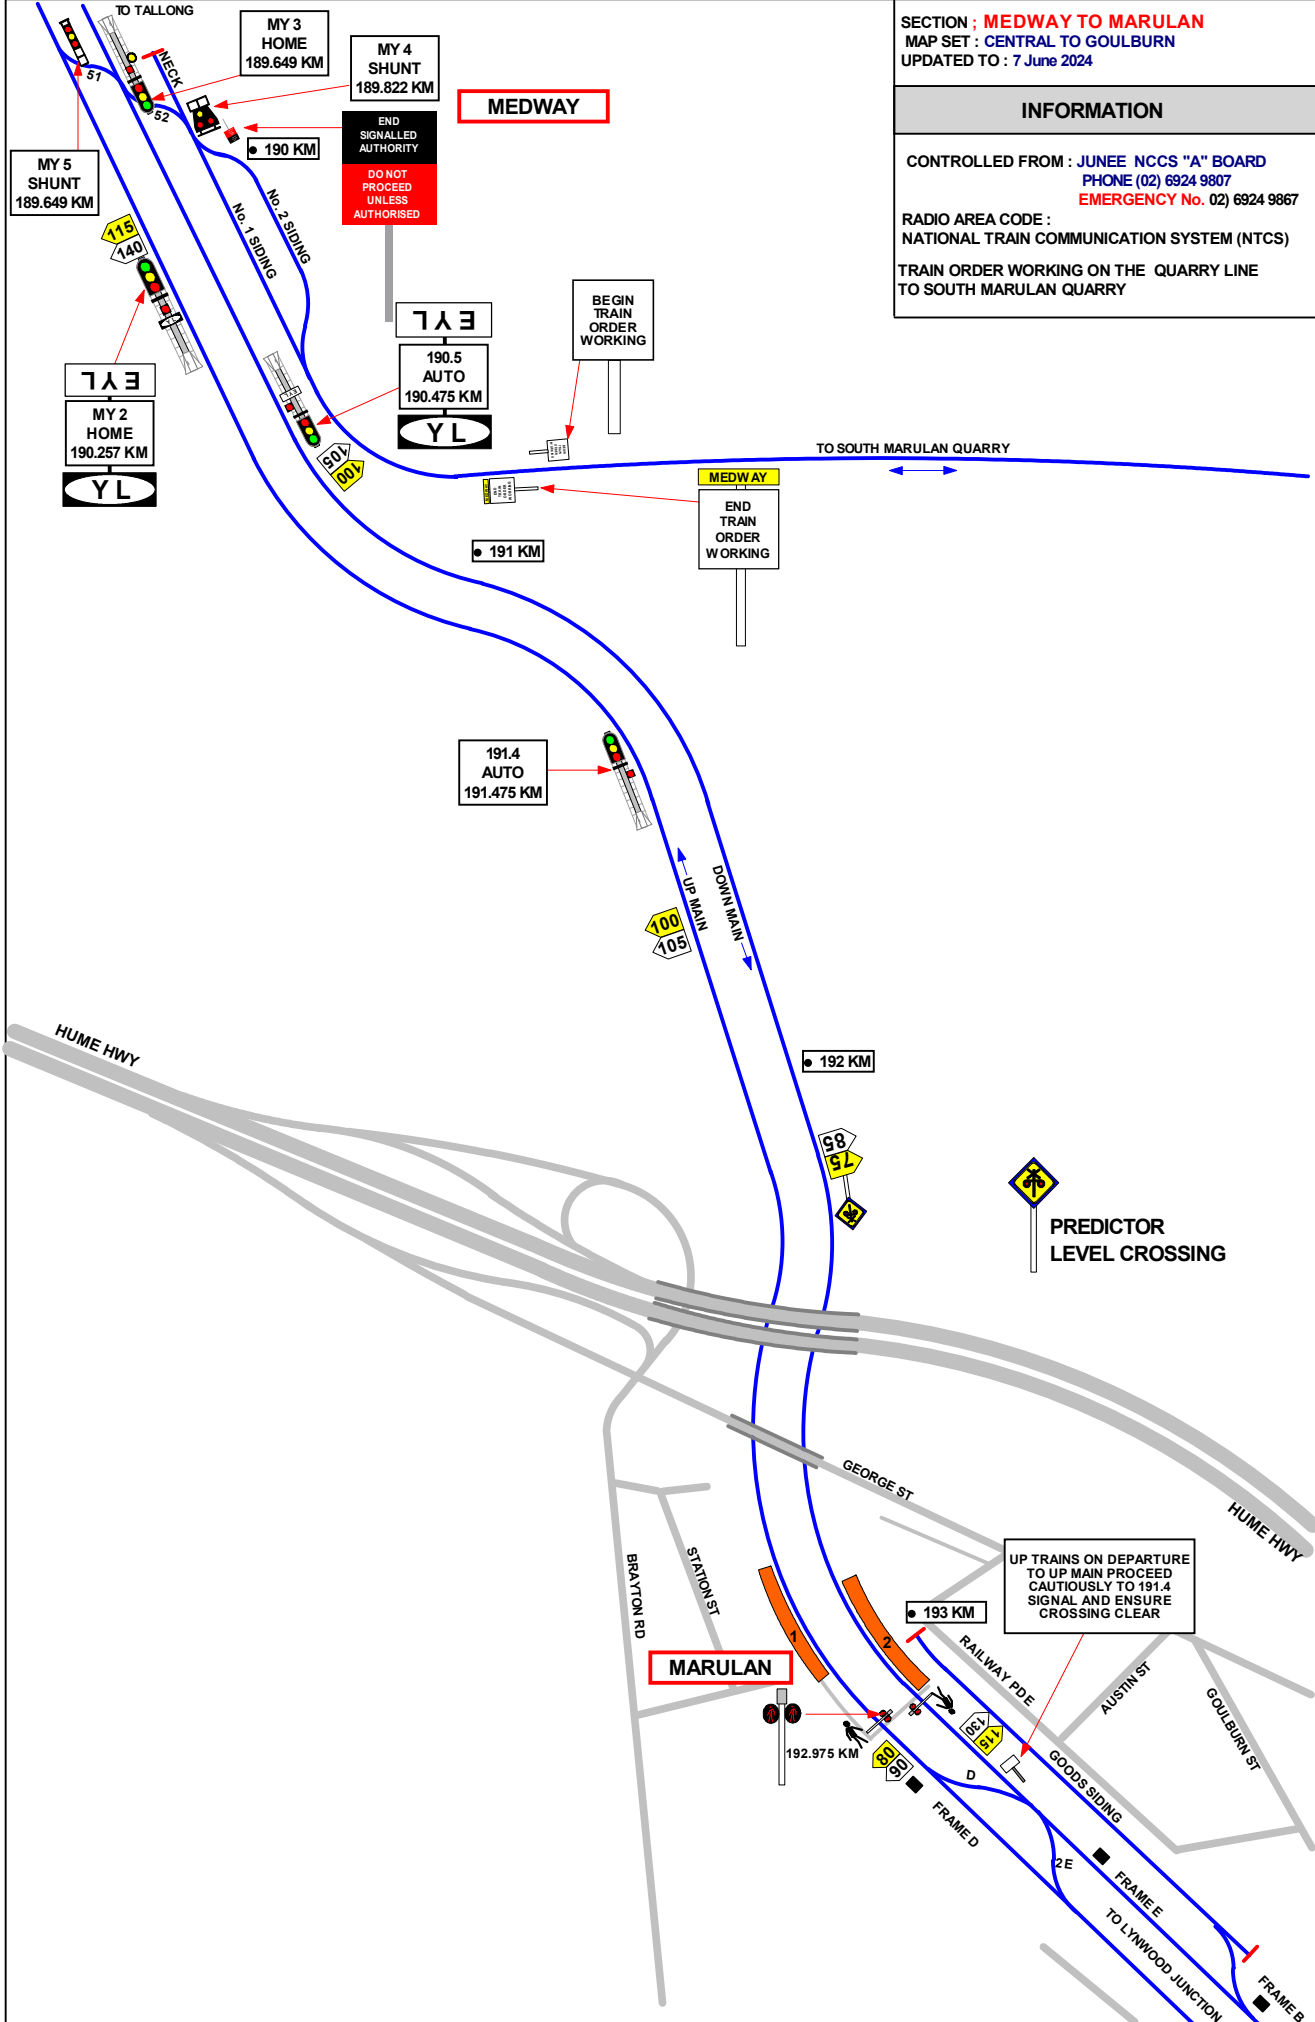 TO TALLONG
SECTION ; MEDWAY TO MARULAN
MAP SET : CENTRAL TO GOULBURN
UPDATED TO : 7 June 2024
INFORMATION
CONTROLLED FROM : JUNEE NCCS "A" BOARD
PHONE (02) 6924 9807
EMERGENCY No. 02) 6924 9867
RADIO AREA CODE :
NATIONAL TRAIN COMMUNICATION SYSTEM (NTCS)
TRAIN ORDER WORKING ON THE QUARRY LINE
TO SOUTH MARULAN QUARRY
MY 3
HOME
189.649 KM
MY 4
SHUNT
189.822 KM
MEDWAY
NECK
51
52
END
SIGNALLED
AUTHORITY
DO NOT
PROCEED
UNLESS
AUTHORISED
190 KM
MY 5
SHUNT
189.649 KM
No. 2 SIDING
No. 1 SIDING
115
140
EYL
190.5
AUTO
190.475 KM
YL
BEGIN
TRAIN
ORDER
WORKING
EYL
MY 2
HOME
190.257 KM
YL
105
100
TO SOUTH MARULAN QUARRY
MEDWAY
END
TRAIN
ORDER
WORKING
191 KM
191.4
AUTO
191.475 KM
UP MAIN
DOWN MAIN
100
105
HUME HWY
192 KM
85
75
PREDICTOR
LEVEL CROSSING
GEORGE ST
HUME HWY
BRAYTON RD
STATION ST
UP TRAINS ON DEPARTURE
TO UP MAIN PROCEED
CAUTIOUSLY TO 191.4
SIGNAL AND ENSURE
CROSSING CLEAR
193 KM
1
2
MARULAN
RAILWAY PDE
AUSTIN ST
GOULBURN ST
192.975 KM
130
115
80
90
D
GOODS SIDING
FRAME D
2E
FRAME E
TO LYNWOOD JUNCTION
FRAME B